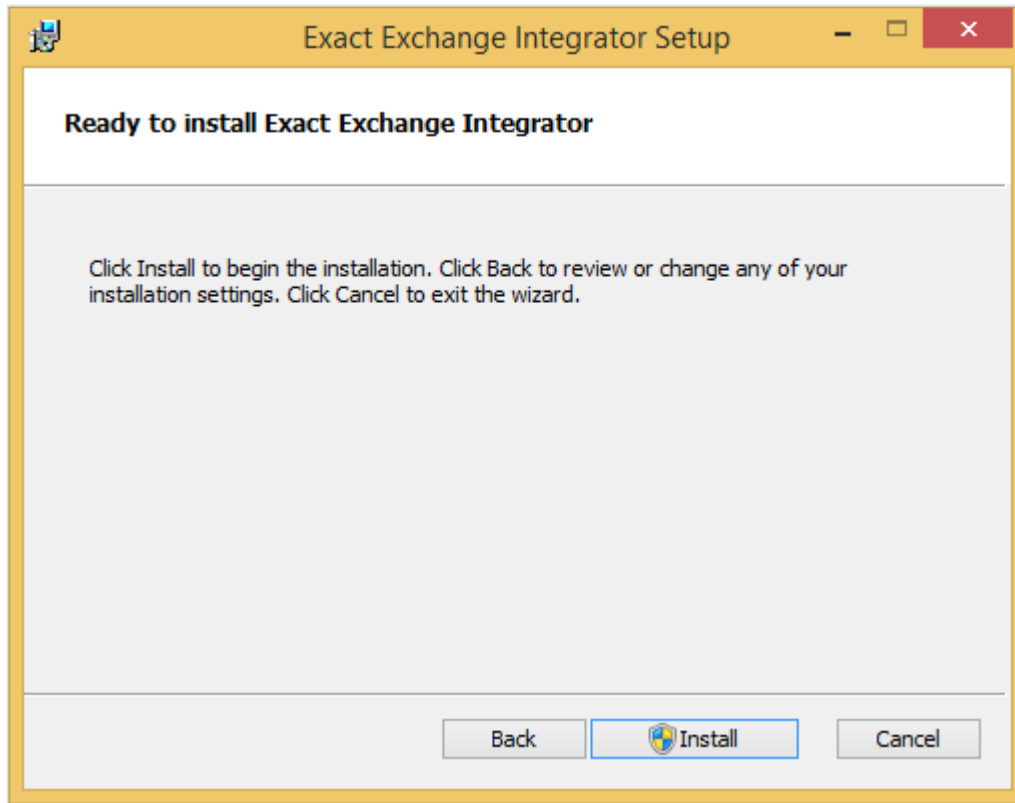 Exact Exchange Integrator Setup
Ready to install Exact Exchange Integrator
Click Install to begin the installation. Click Back to review or change any of your
installation settings. Click Cancel to exit the wizard.
Back Install Cancel